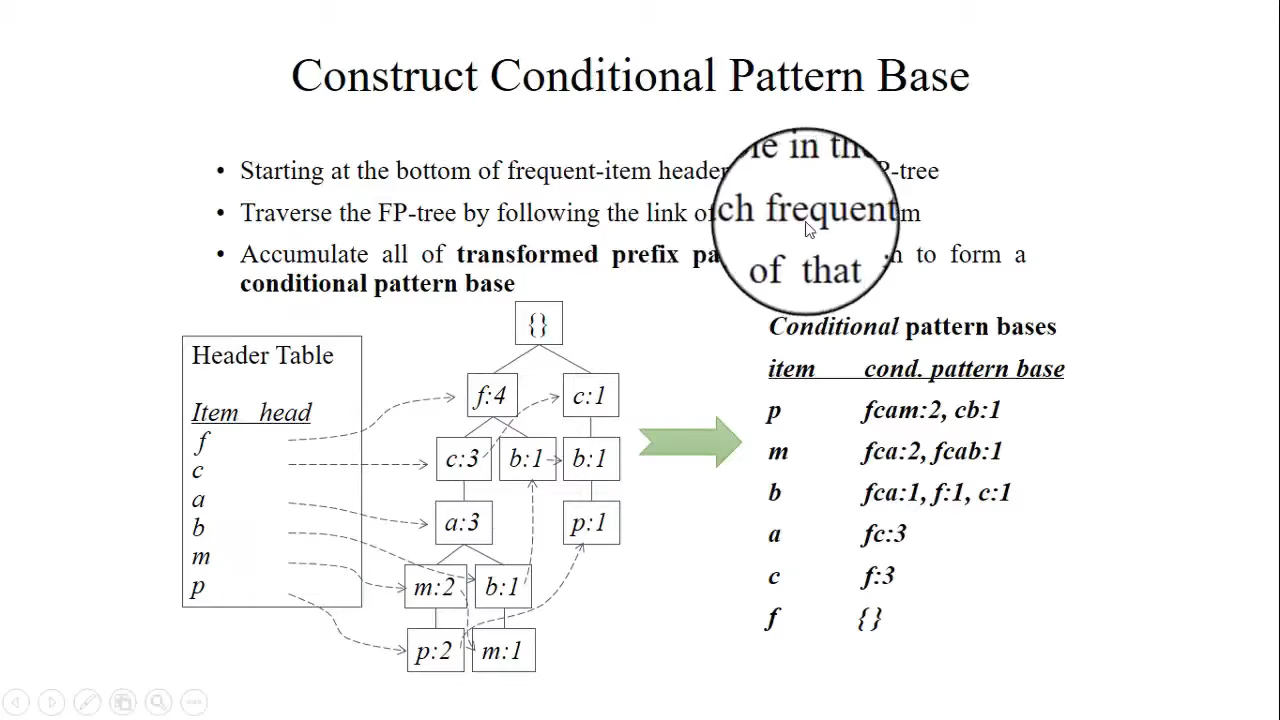 Construct Conditional Pattern Base
• Starting at the bottom of frequent-item header le in the P-tree
• Traverse the FP-tree by following the link of ch frequent m
• Accumulate all of transformed prefix pa of that to form a
conditional pattern base
{}
Header Table
Item head
f
c
a
b
m
p
f:4
c:1
c:3
b:1
b:1
a:3
p:1
m:2
b:1
p:2
m:1
Conditional pattern bases
item cond. pattern base
p fcam:2, cb:1
m fca:2, fcab:1
b fca:1, f:1, c:1
a fc:3
c f:3
f {}